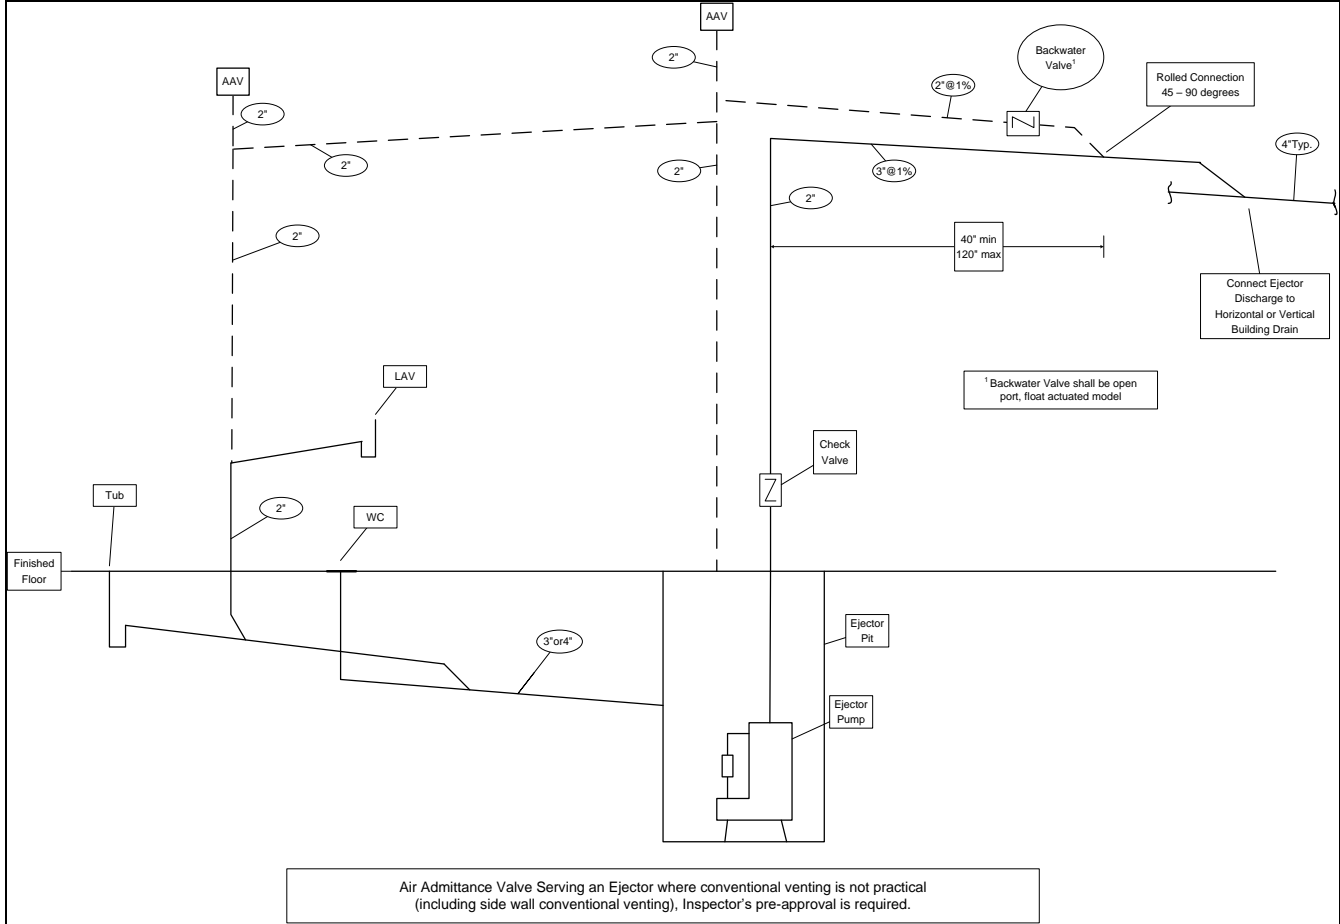 AAV
AAV
2"
Backwater
Valve¹
Rolled Connection
45 – 90 degrees
2"@1%
2"
4"Typ.
2"
2"
3"@1%
2"
2"
40" min
120" max
Connect Ejector
Discharge to
Horizontal or Vertical
Building Drain
LAV
¹ Backwater Valve shall be open
port, float actuated model
Check
Valve
Tub
2"
WC
Finished
Floor
3"or4"
Ejector
Pit
Ejector
Pump
Air Admittance Valve Serving an Ejector where conventional venting is not practical
(including side wall conventional venting), Inspector's pre-approval is required.